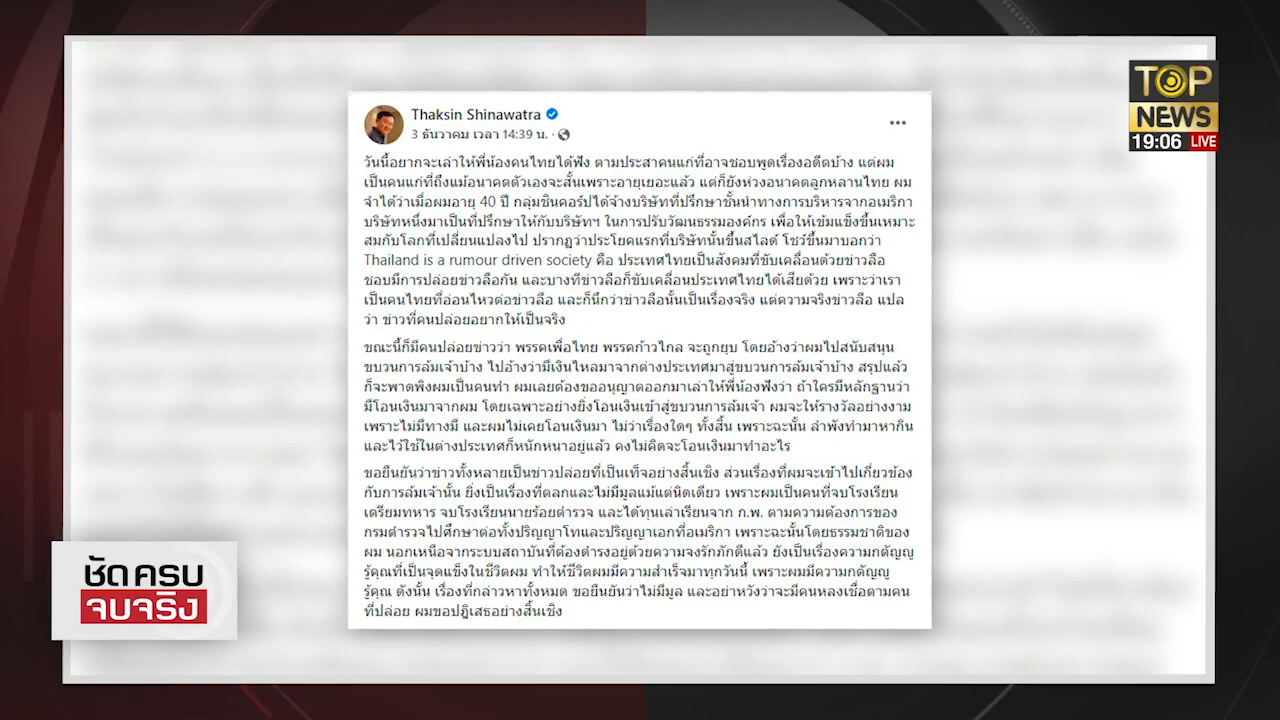 TOP
NEWS
19:06 LIVE
Thaksin Shinawatra
3 ธันวาคม เวลา 14:39 น. ·
วันนี้อยากจะเล่าให้พี่น้องคนไทยได้ฟัง ตามประสาคนแก่ที่อาจชอบพูดเรื่องอดีตบ้าง แต่ผม
เป็นคนแก่ที่ถึงแม้อนาคตตัวเองจะสั้นเพราะอายุเยอะแล้ว แต่ก็ยังห่วงอนาคตลูกหลานไทย ผม
จำได้ว่าเมื่อผมอายุ 40 ปี กลุ่มชินคอร์ปได้จ้างบริษัทที่ปรึกษาชั้นนำทางการบริหารจากอเมริกา
บริษัทหนึ่งมาเป็นที่ปรึกษาให้กับบริษัทฯ ในการปรับวัฒนธรรมองค์กร เพื่อให้เข้มแข็งขึ้นเหมาะ
สมกับโลกที่เปลี่ยนแปลงไป ปรากฏว่าประโยคแรกที่บริษัทนั้นขึ้นสไลด์ โชว์ขึ้นมาบอกว่า
Thailand is a rumour driven society คือ ประเทศไทยเป็นสังคมที่ขับเคลื่อนด้วยข่าวลือ
ชอบมีการปล่อยข่าวลือกัน และบางทีข่าวลือก็ขับเคลื่อนประเทศไทยได้เสียด้วย เพราะว่าเรา
เป็นคนไทยที่อ่อนไหวต่อข่าวลือ และก็นึกว่าข่าวลือนั้นเป็นเรื่องจริง แต่ความจริงข่าวลือ แปล
ว่า ข่าวที่คนปล่อยอยากให้เป็นจริง
ขณะนี้ก็มีคนปล่อยข่าวว่า พรรคเพื่อไทย พรรคก้าวไกล จะถูกยุบ โดยอ้างว่าผมไปสนับสนุน
ขบวนการล้มเจ้าบ้าง ไปอ้างว่ามีเงินไหลมาจากต่างประเทศมาสู่ขบวนการล้มเจ้าบ้าง สรุปแล้ว
ก็จะพาดพิงผมเป็นคนทำ ผมเลยต้องขออนุญาตออกมาเล่าให้พี่น้องฟังว่า ถ้าใครมีหลักฐานว่า
มีโอนเงินมาจากผม โดยเฉพาะอย่างยิ่งโอนเงินเข้าสู่ขบวนการล้มเจ้า ผมจะให้รางวัลอย่างงาม
เพราะไม่มีทางมี และผมไม่เคยโอนเงินมา ไม่ว่าเรื่องใดๆ ทั้งสิ้น เพราะฉะนั้น ลำพังทำมาหากิน
และไว้ใช้ในต่างประเทศก็หนักหนาอยู่แล้ว คงไม่คิดจะโอนเงินมาทำอะไร
ขอยืนยันว่าข่าวทั้งหลายเป็นข่าวปล่อยที่เป็นเท็จอย่างสิ้นเชิง ส่วนเรื่องที่ผมจะเข้าไปเกี่ยวข้อง
กับการล้มเจ้านั้น ยิ่งเป็นเรื่องที่ตลกและไม่มีมูลแม้แต่นิดเดียว เพราะผมเป็นคนที่จบโรงเรียน
เตรียมทหาร จบโรงเรียนนายร้อยตำรวจ และได้ทุนเล่าเรียนจาก ก.พ. ตามความต้องการของ
กรมตำรวจไปศึกษาต่อทั้งปริญญาโทและปริญญาเอกที่อเมริกา เพราะฉะนั้นโดยธรรมชาติของ
ผม นอกเหนือจากระบบสถาบันที่ต้องดำรงอยู่ด้วยความจงรักภักดีแล้ว ยังเป็นเรื่องความกตัญญู
รู้คุณที่เป็นจุดแข็งในชีวิตผม ทำให้ชีวิตผมมีความสำเร็จมาทุกวันนี้ เพราะผมมีความกตัญญู
รู้คุณ ดังนั้น เรื่องที่กล่าวหาทั้งหมด ขอยืนยันว่าไม่มีมูล และอย่าหวังว่าจะมีคนหลงเชื่อตามคน
ที่ปล่อย ผมขอปฏิเสธอย่างสิ้นเชิง
ชัด ครบ
จบจริง